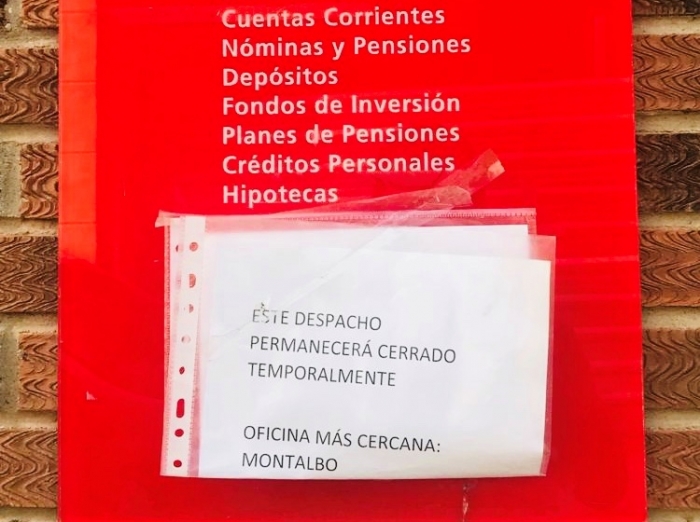 Cuentas Corrientes
Nóminas y Pensiones
Depósitos
Fondos de Inversión
Planes de Pensiones
Créditos Personales
Hipotecas
ESTE DESPACHO
PERMANECERÁ CERRADO
TEMPORALMENTE
OFICINA MÁS CERCANA:
MONTALBO